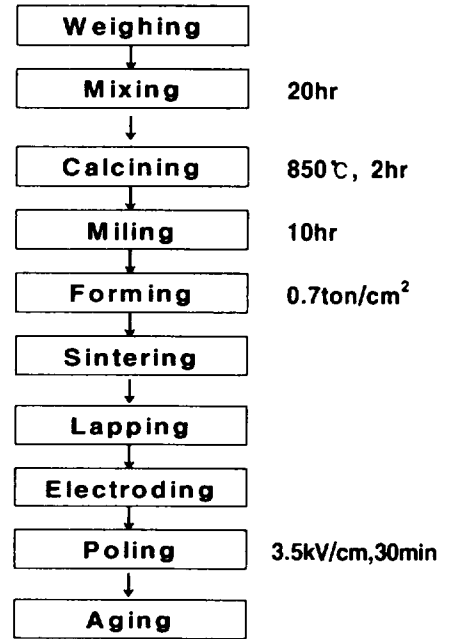 Weighing
Mixing 20hr
Calcining 850℃, 2hr
Miling 10hr
Forming 0.7ton/cm²
Sintering
Lapping
Electroding
Poling 3.5kV/cm,30min
Aging